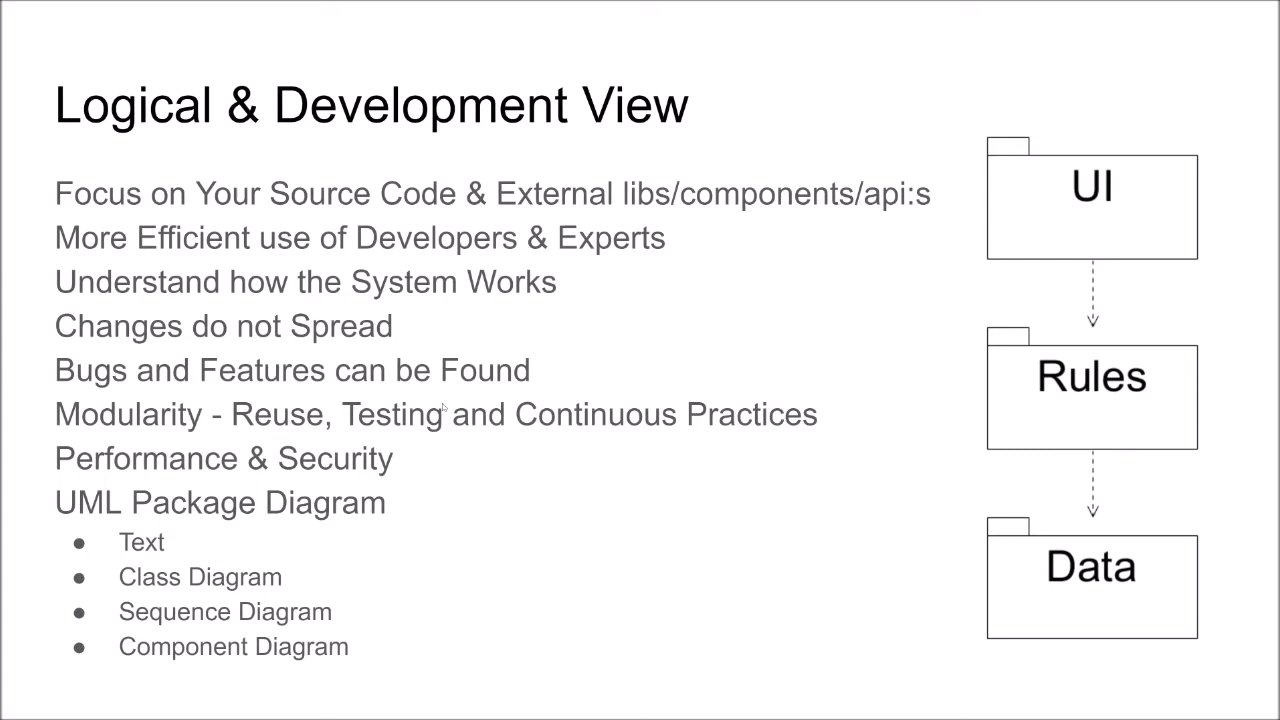 Logical & Development View
Focus on Your Source Code & External libs/components/api:s
More Efficient use of Developers & Experts
Understand how the System Works
Changes do not Spread
Bugs and Features can be Found
Modularity - Reuse, Testing and Continuous Practices
Performance & Security
UML Package Diagram
● Text
● Class Diagram
● Sequence Diagram
● Component Diagram
UI
Rules
Data